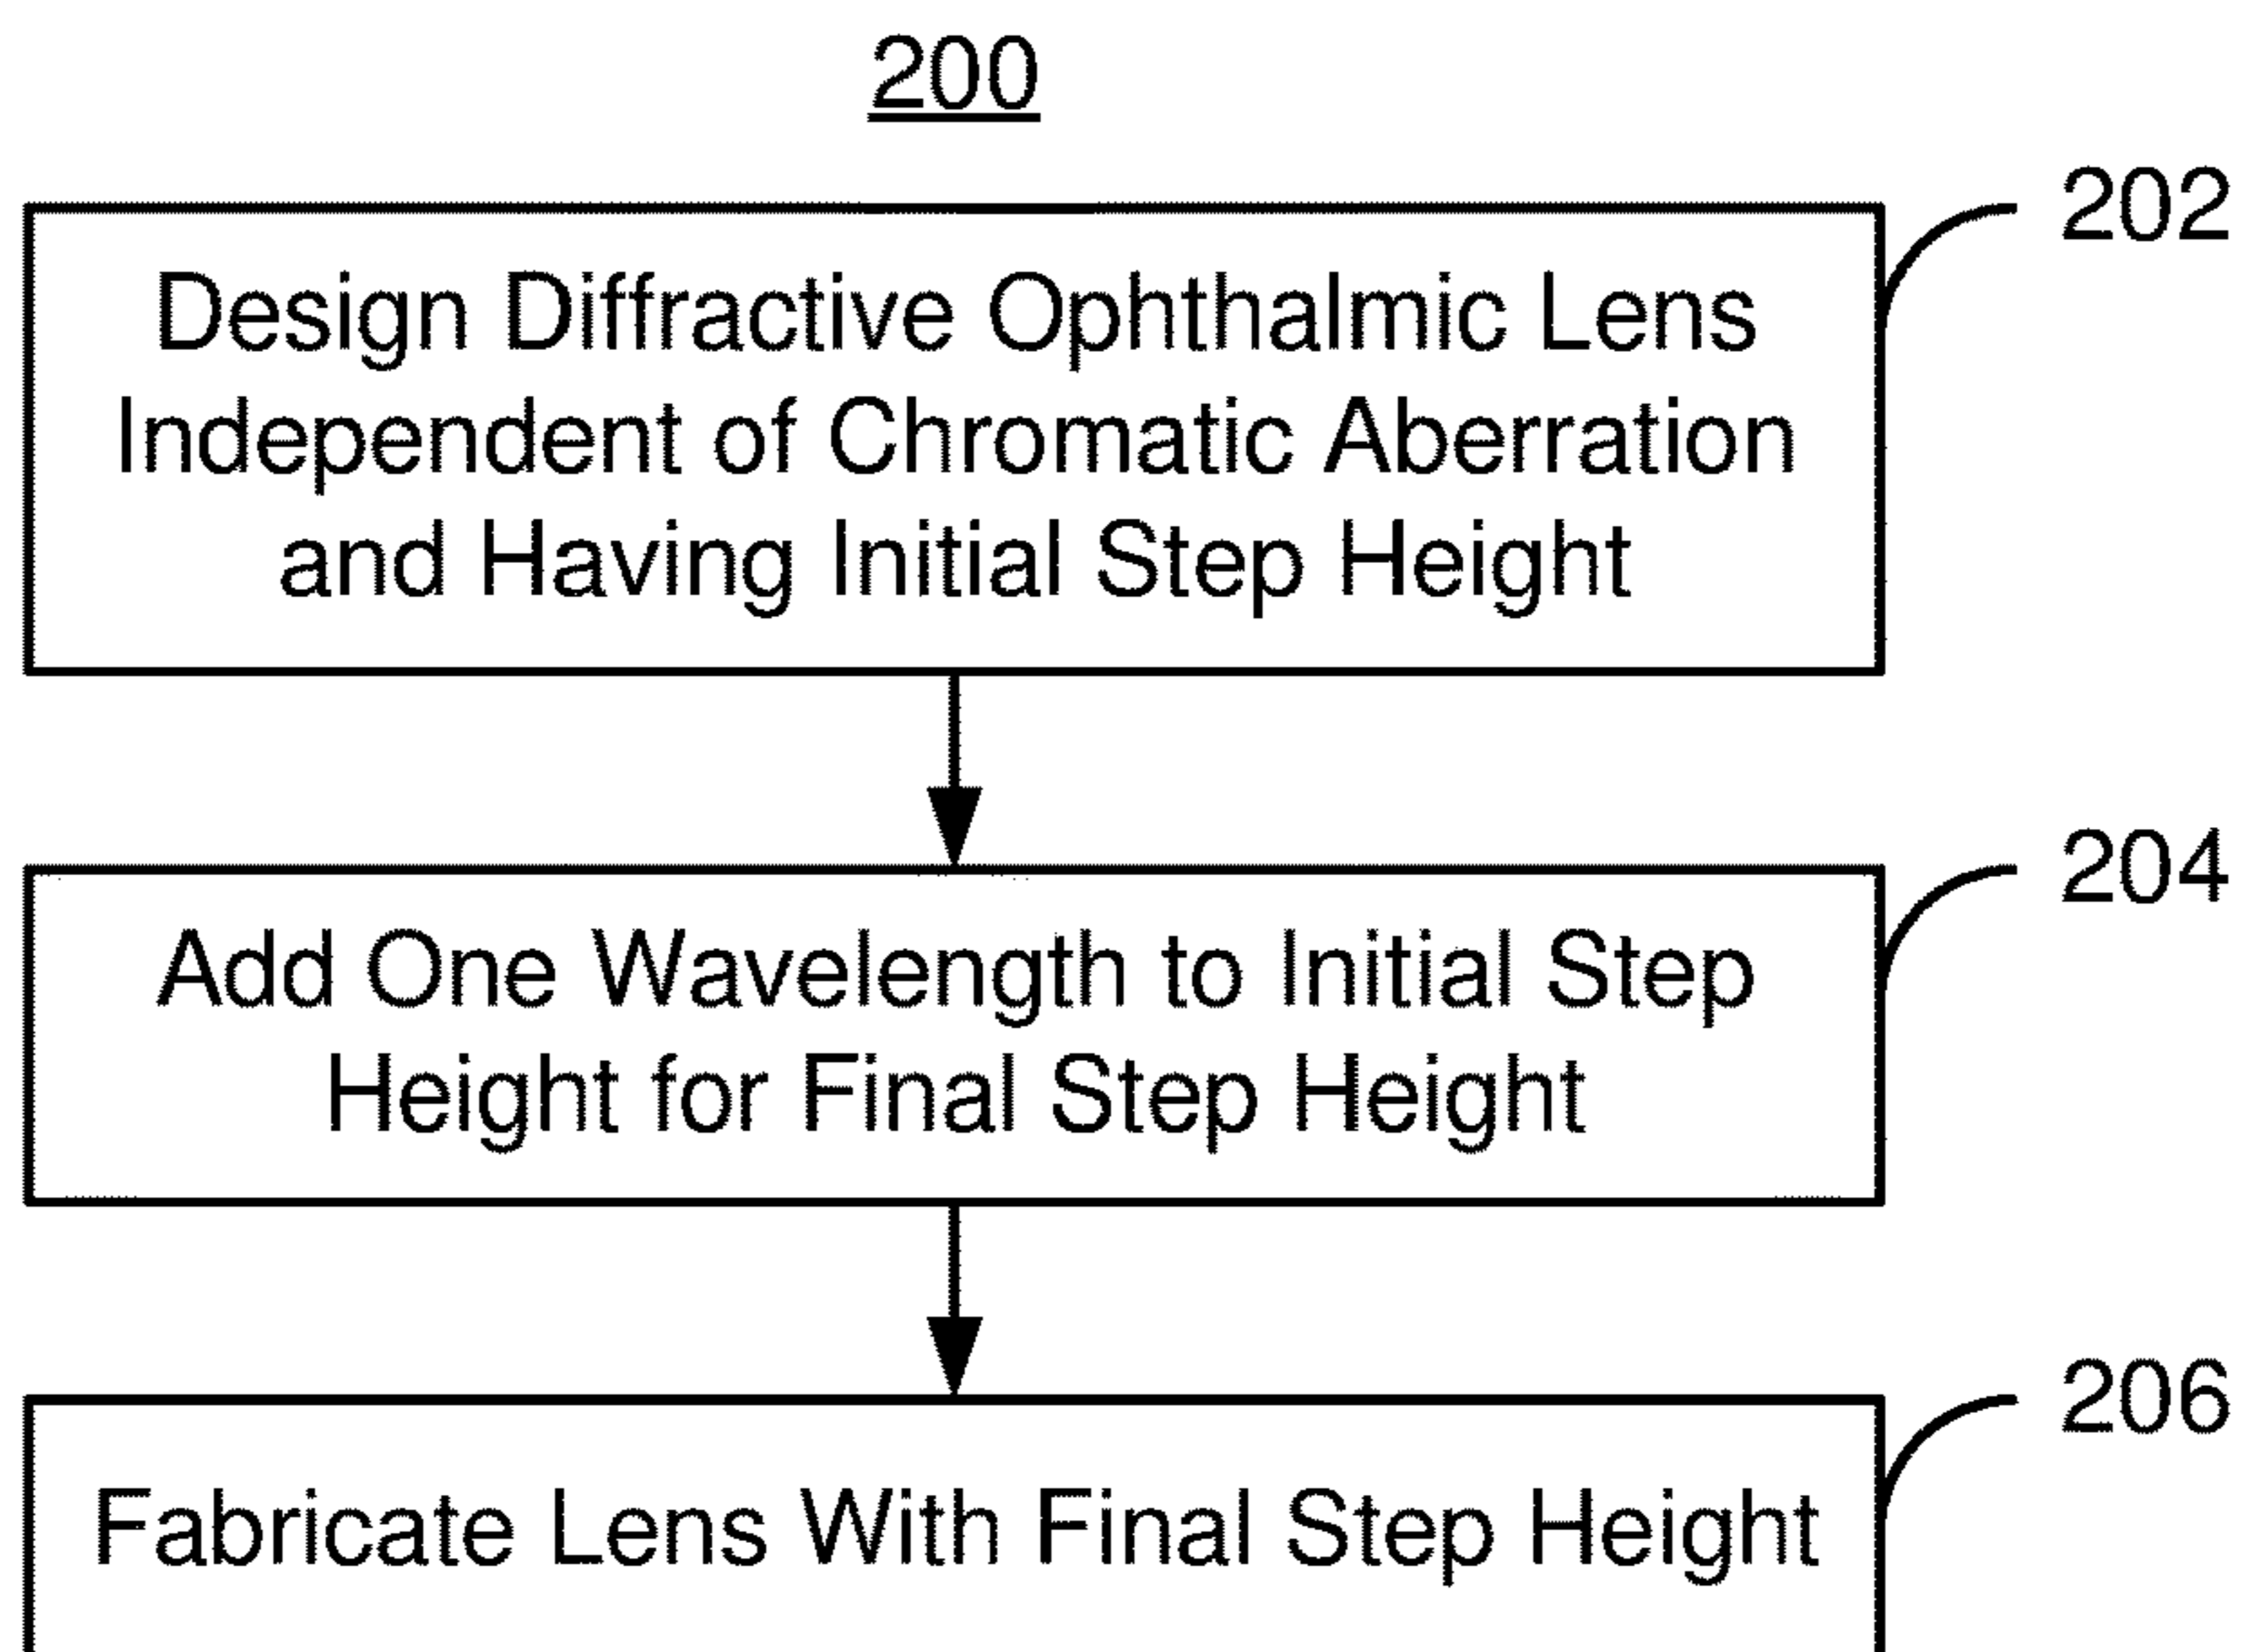 200
202
Design Diffractive Ophthalmic Lens
Independent of Chromatic Aberration
and Having Initial Step Height
204
Add One Wavelength to Initial Step
Height for Final Step Height
206
Fabricate Lens With Final Step Height